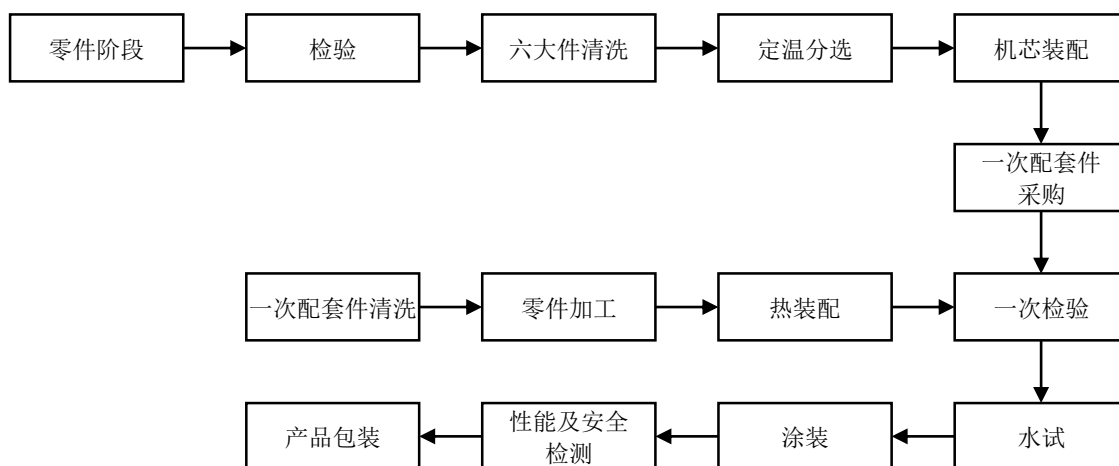 零件阶段
检验
六大件清洗
定温分选
机芯装配
一次配套件
采购
一次配套件清洗
零件加工
热装配
一次检验
产品包装
性能及安全
检测
涂装
水试